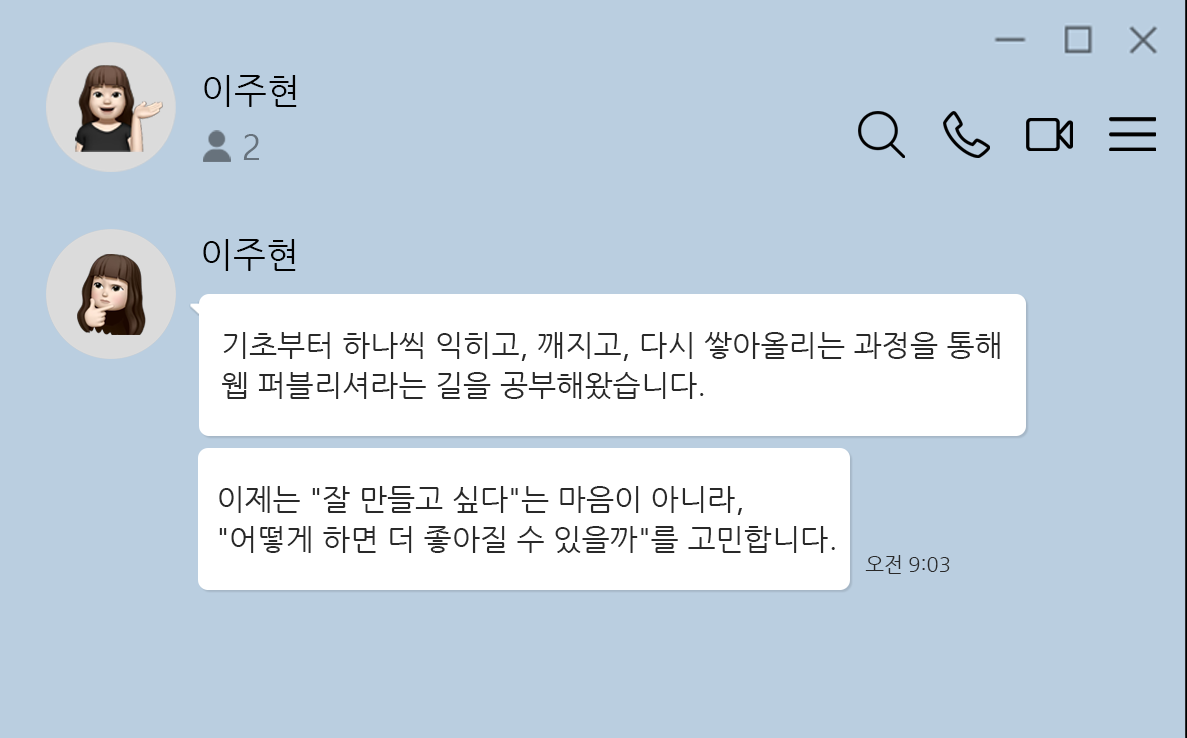 이주현
2
이주현
기초부터 하나씩 익히고, 깨지고, 다시 쌓아올리는 과정을 통해
웹 퍼블리셔라는 길을 공부해왔습니다.
이제는 "잘 만들고 싶다"는 마음이 아니라,
"어떻게 하면 더 좋아질 수 있을까"를 고민합니다.
오전 9:03